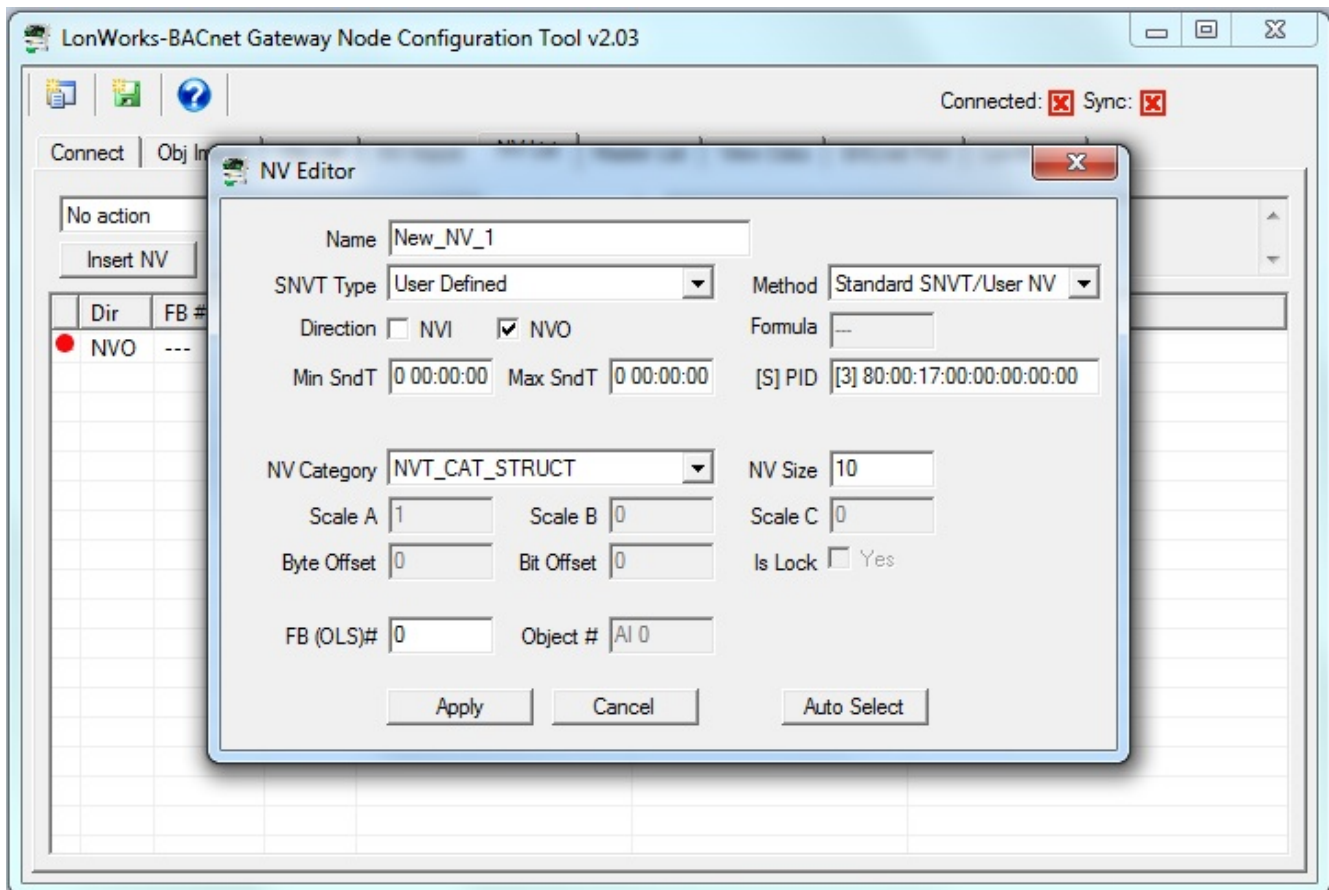 LonWorks-BACnet Gateway Node Configuration Tool v2.03
Connected: Sync:
Connect Obj In
NV Editor
No action
Insert NV
Name New_NV_1
SNVT Type User Defined Method Standard SNVT/User NV
Dir FB #
Direction NVI NVO Formula ---
NVO ---
Min SndT 0 00:00:00 Max SndT 0 00:00:00 [S] PID [3] 80:00:17:00:00:00:00:00
NV Category NVT_CAT_STRUCT NV Size 10
Scale A 1 Scale B 0 Scale C 0
Byte Offset 0 Bit Offset 0 Is Lock Yes
FB (OLS)# 0 Object # AI 0
Apply Cancel Auto Select